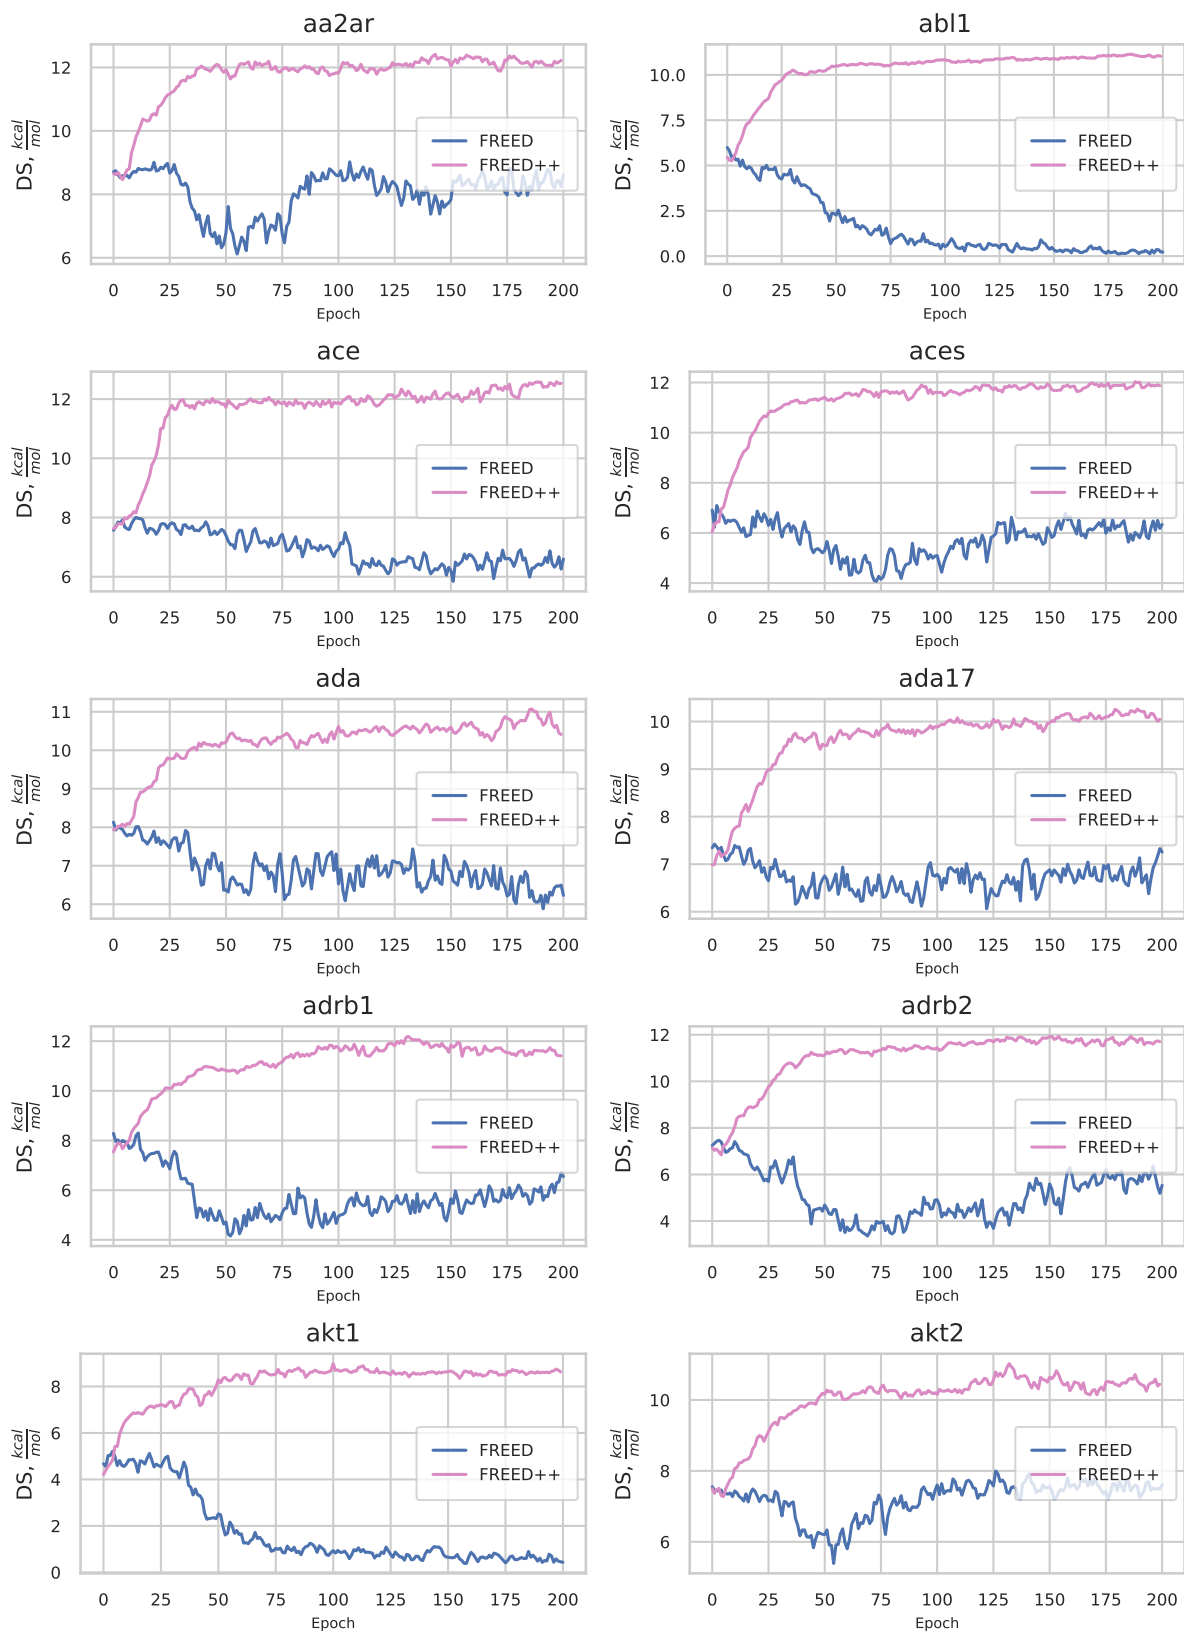 aa2ar
12
10
8
6
DS, kcal/mol
FREED
FREED++
0 25 50 75 100 125 150 175 200
Epoch
abl1
10.0
7.5
5.0
2.5
0.0
DS, kcal/mol
FREED
FREED++
0 25 50 75 100 125 150 175 200
Epoch
ace
12
10
8
6
DS, kcal/mol
FREED
FREED++
0 25 50 75 100 125 150 175 200
Epoch
aces
12
10
8
6
4
DS, kcal/mol
FREED
FREED++
0 25 50 75 100 125 150 175 200
Epoch
ada
11
10
9
8
7
6
DS, kcal/mol
FREED
FREED++
0 25 50 75 100 125 150 175 200
Epoch
ada17
10
9
8
7
6
DS, kcal/mol
FREED
FREED++
0 25 50 75 100 125 150 175 200
Epoch
adrb1
12
10
8
6
4
DS, kcal/mol
FREED
FREED++
0 25 50 75 100 125 150 175 200
Epoch
adrb2
12
10
8
6
4
DS, kcal/mol
FREED
FREED++
0 25 50 75 100 125 150 175 200
Epoch
akt1
8
6
4
2
0
DS, kcal/mol
FREED
FREED++
0 25 50 75 100 125 150 175 200
Epoch
akt2
10
8
6
DS, kcal/mol
FREED
FREED++
0 25 50 75 100 125 150 175 200
Epoch